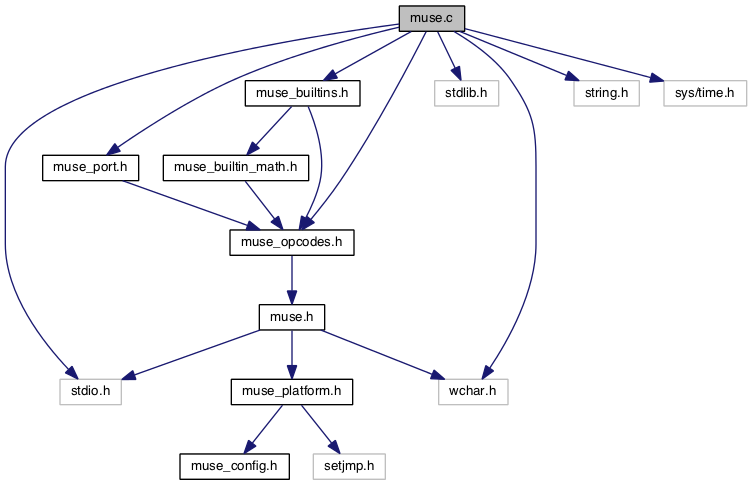 muse.c
muse_builtins.h
stdlib.h
string.h
sys/time.h
muse_port.h
muse_builtin_math.h
muse_opcodes.h
muse.h
stdio.h
muse_platform.h
wchar.h
muse_config.h
setjmp.h